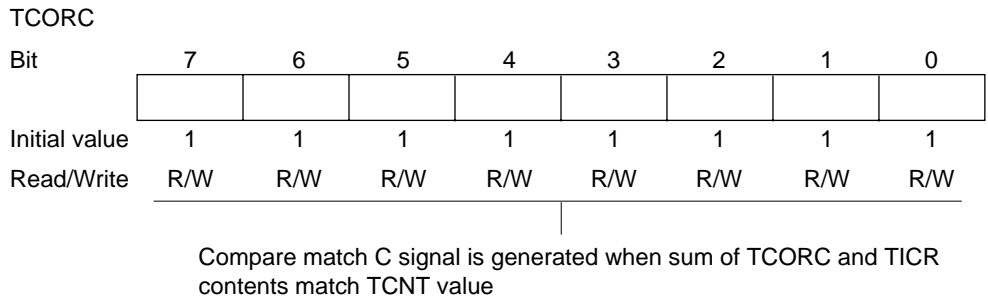 TCORC
Bit 7 6 5 4 3 2 1 0
Initial value 1 1 1 1 1 1 1 1
Read/Write R/W R/W R/W R/W R/W R/W R/W R/W
Compare match C signal is generated when sum of TCORC and TICR
contents match TCNT value